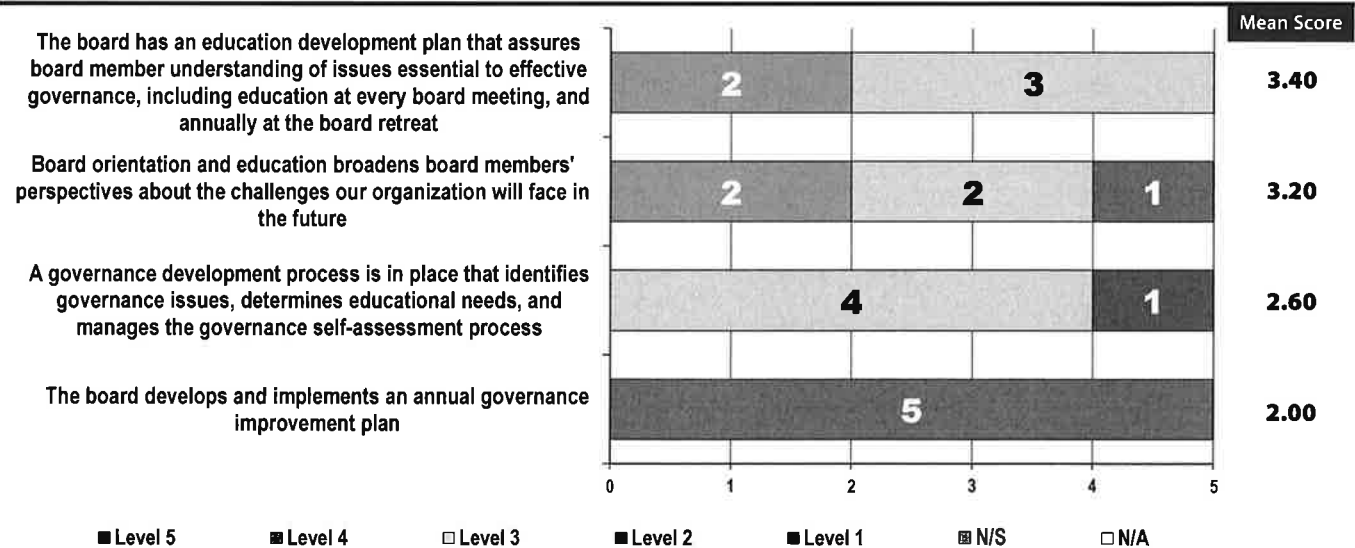 Mean Score
The board has an education development plan that assures
board member understanding of issues essential to effective
governance, including education at every board meeting, and
annually at the board retreat
2 3 3.40
Board orientation and education broadens board members'
perspectives about the challenges our organization will face in
the future
2 2 1 3.20
A governance development process is in place that identifies
governance issues, determines educational needs, and
manages the governance self-assessment process
4 1 2.60
The board develops and implements an annual governance
improvement plan
5 2.00
0 1 2 3 4 5
Level 5 Level 4 Level 3 Level 2 Level 1 N/S N/A